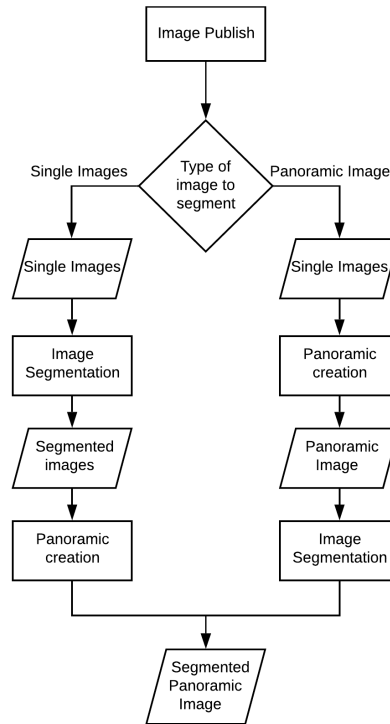 Image Publish
Type of
image to
segment
Single Images
Panoramic Image
Single Images
Single Images
Image
Segmentation
Panoramic
creation
Segmented
images
Panoramic
Image
Panoramic
creation
Image
Segmentation
Segmented
Panoramic
Image